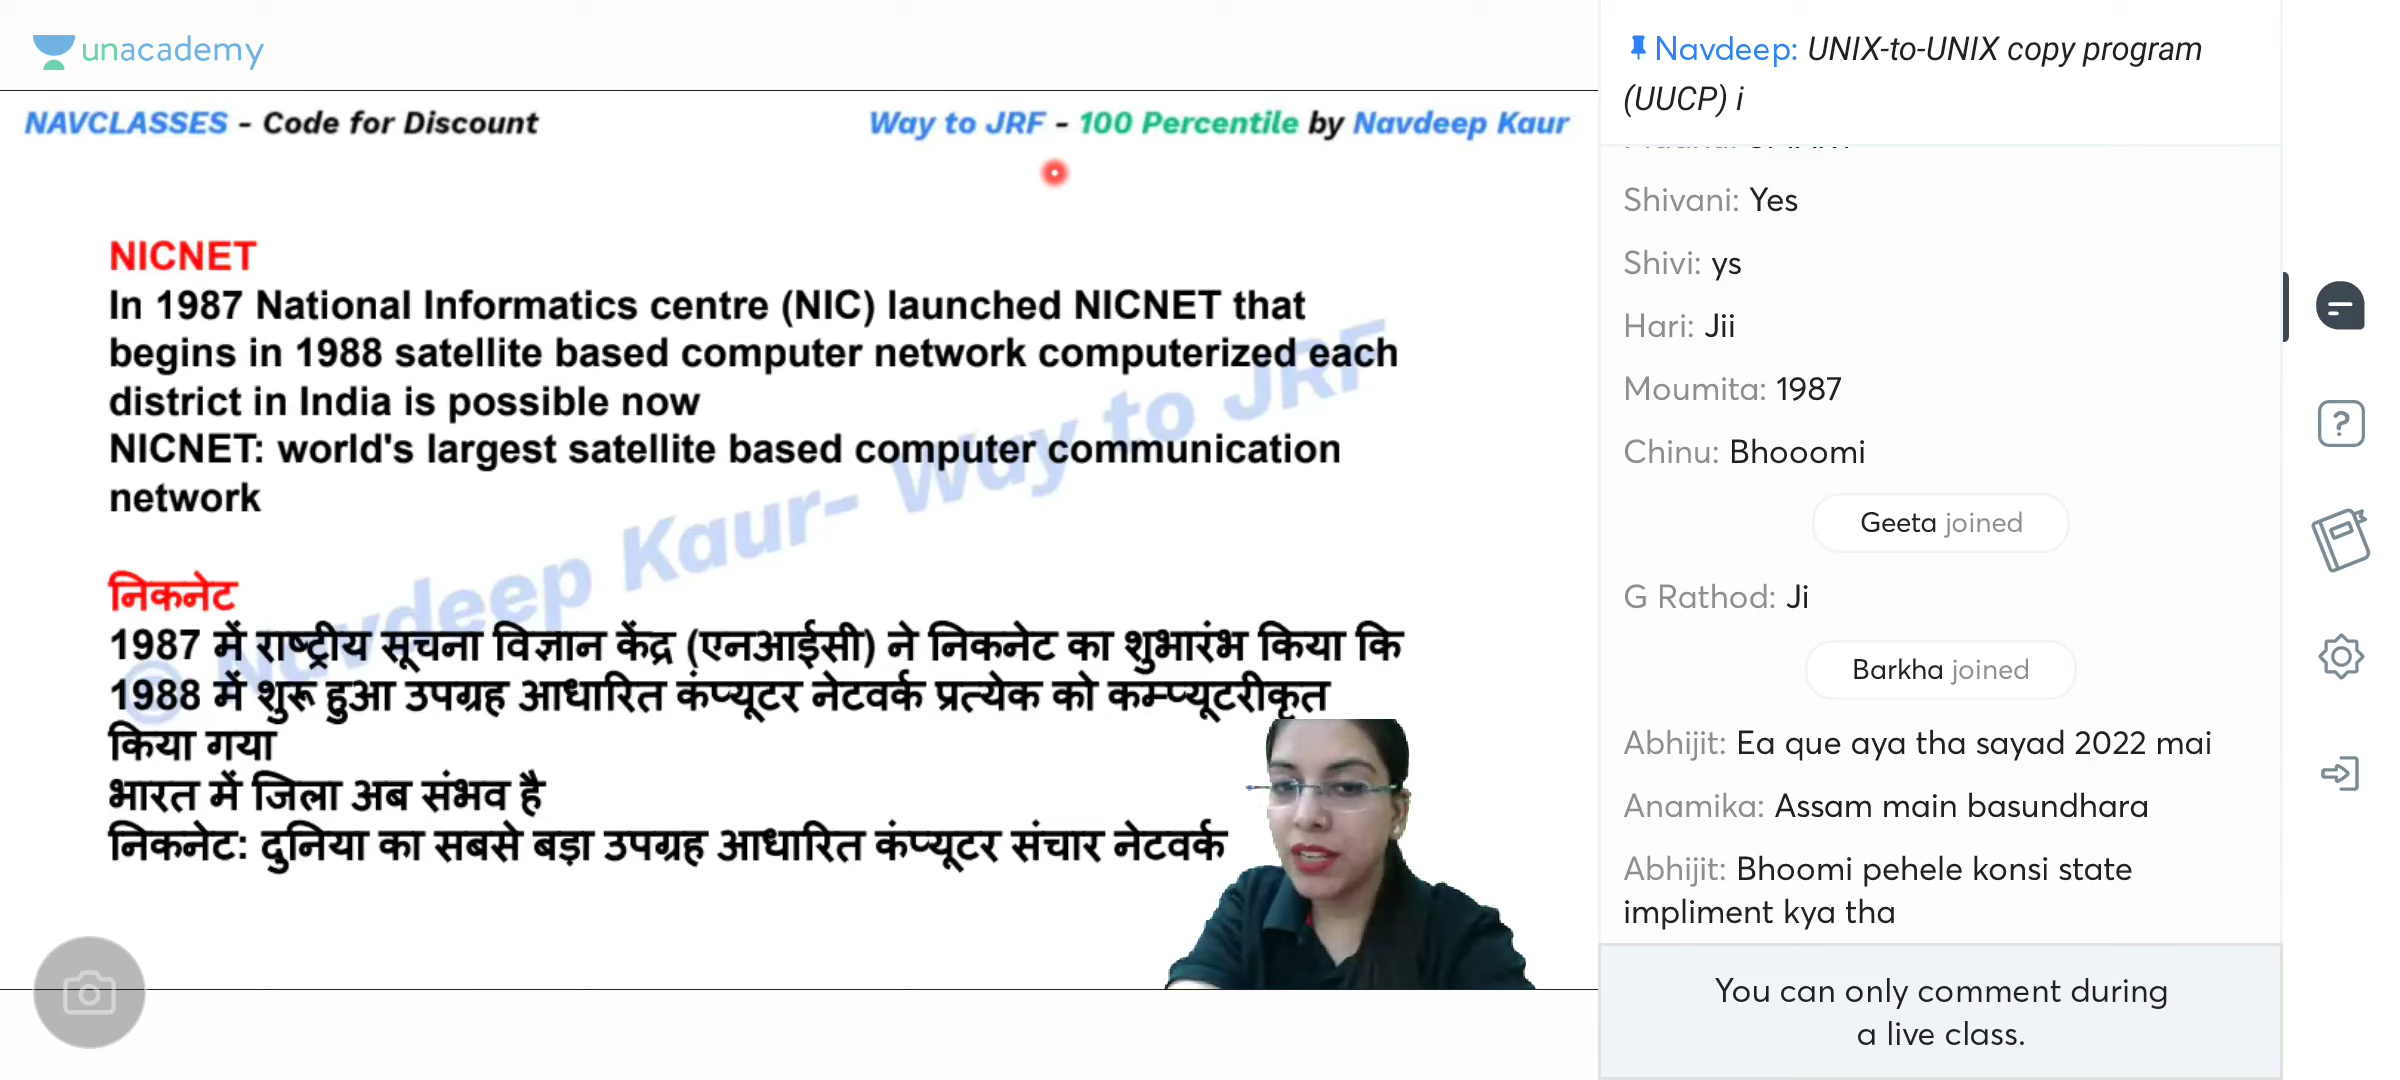 unacademy
NAVCLASSES - Code for Discount
Way to JRF - 100 Percentile by Navdeep Kaur
NICNET
In 1987 National Informatics centre (NIC) launched NICNET that
begins in 1988 satellite based computer network computerized each
district in India is possible now
NICNET: world's largest satellite based computer communication
network
निकनेट
1987 में राष्ट्रीय सूचना विज्ञान केंद्र (एनआईसी) ने निकनेट का शुभारंभ किया कि
1988 में शुरू हुआ उपग्रह आधारित कंप्यूटर नेटवर्क प्रत्येक को कम्प्यूटरीकृत
किया गया
भारत में जिला अब संभव है
निकनेट: दुनिया का सबसे बड़ा उपग्रह आधारित कंप्यूटर संचार नेटवर्क
© Navdeep Kaur- Way to JRF
Navdeep: UNIX-to-UNIX copy program
(UUCP) i
Shivani: Yes
Shivi: ys
Hari: Jii
Moumita: 1987
Chinu: Bhooomi
Geeta joined
G Rathod: Ji
Barkha joined
Abhijit: Ea que aya tha sayad 2022 mai
Anamika: Assam main basundhara
Abhijit: Bhoomi pehele konsi state
impliment kya tha
You can only comment during
a live class.